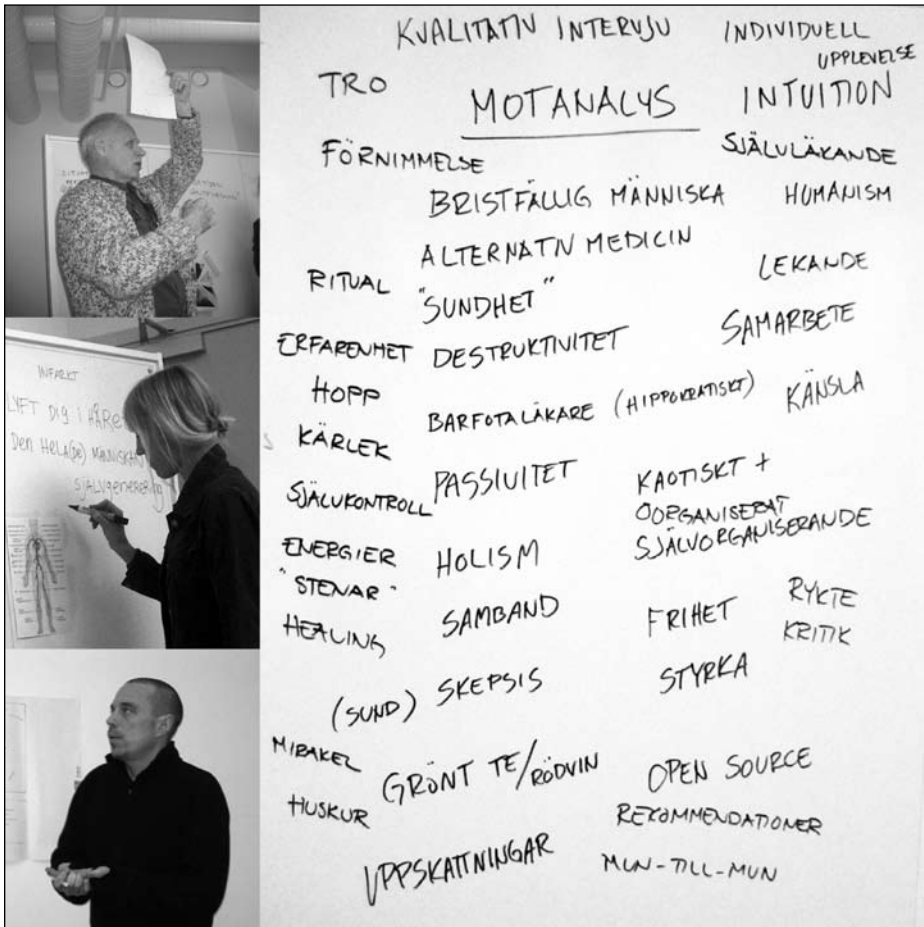 KVALITATIV INTERVJU
INDIVIDUELL
UPPLEVELSE
TRO
MOTANALYS
INTUITION
FÖRNIMMELSE
SJÄLVLÄKANDE
BRISTFÄLLIG MÄNNISKA
HUMANISM
ALTERNATIV MEDICIN
LEKANDE
RITUAL
"SUNDHET"
SAMARBETE
ERFARENHET
DESTRUKTIVITET
HOPP
BARFOTALÄKARE (HIPPOKRATISKT)
KÄNSLA
KÄRLEK
PASSIVITET
KAOTISKT +
OORGANISERAT
SJÄLVORGANISERANDE
SJÄLVKONTROLL
ENERGIER
HOLISM
"STENAR"
SAMBAND
FRIHET
RYKTE
KRITIK
HEALING
(SUND)
SKEPSIS
STYRKA
MIRAKEL
GRÖNT TE/RÖDVIN
OPEN SOURCE
HUSKUR
REKOMMENDATIONER
UPPSKATTNINGAR
MUN-TILL-MUN
INFARKT
LYFT DIG I HÅRE
DEN HELA(DE) MÄNNISKAN